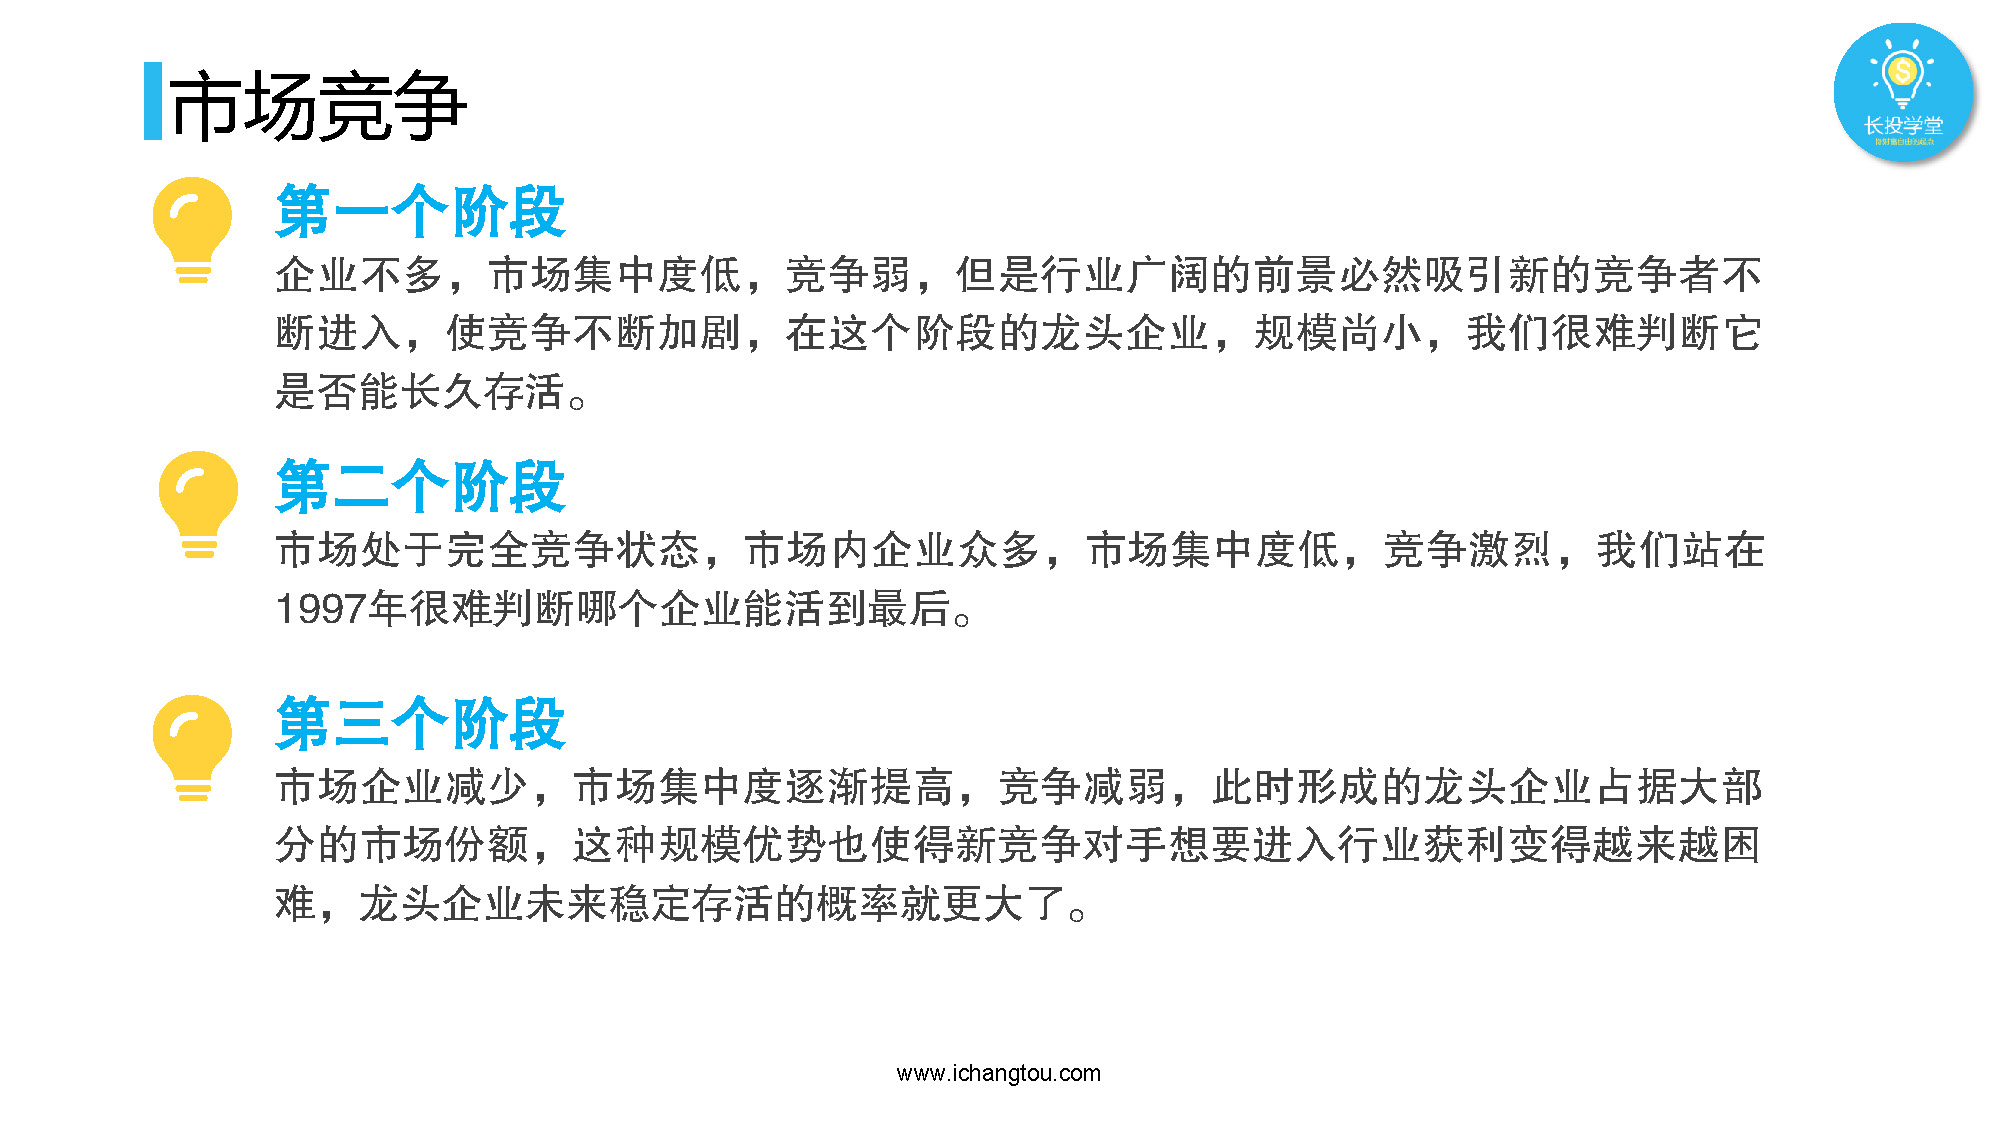 市场竞争
长投学堂
第一个阶段
企业不多，市场集中度低，竞争弱，但是行业广阔的前景必然吸引新的竞争者不
断进入，使竞争不断加剧，在这个阶段的龙头企业，规模尚小，我们很难判断它
是否能长久存活。
第二个阶段
市场处于完全竞争状态，市场内企业众多，市场集中度低，竞争激烈，我们站在
1997年很难判断哪个企业能活到最后。
第三个阶段
市场企业减少，市场集中度逐渐提高，竞争减弱，此时形成的龙头企业占据大部
分的市场份额，这种规模优势也使得新竞争对手想要进入行业获利变得越来越困
难，龙头企业未来稳定存活的概率就更大了。
www.ichangtou.com